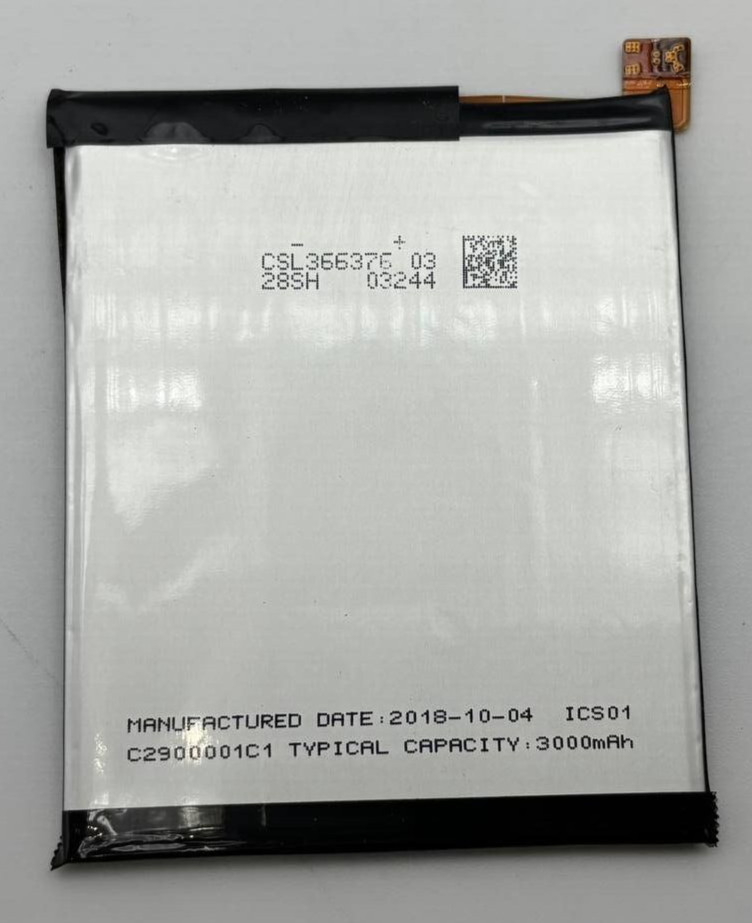 - +
CSL366376 03
28SH 03244
MANUFACTURED DATE:2018-10-04 ICS01
C2900001C1 TYPICAL CAPACITY:3000mAh